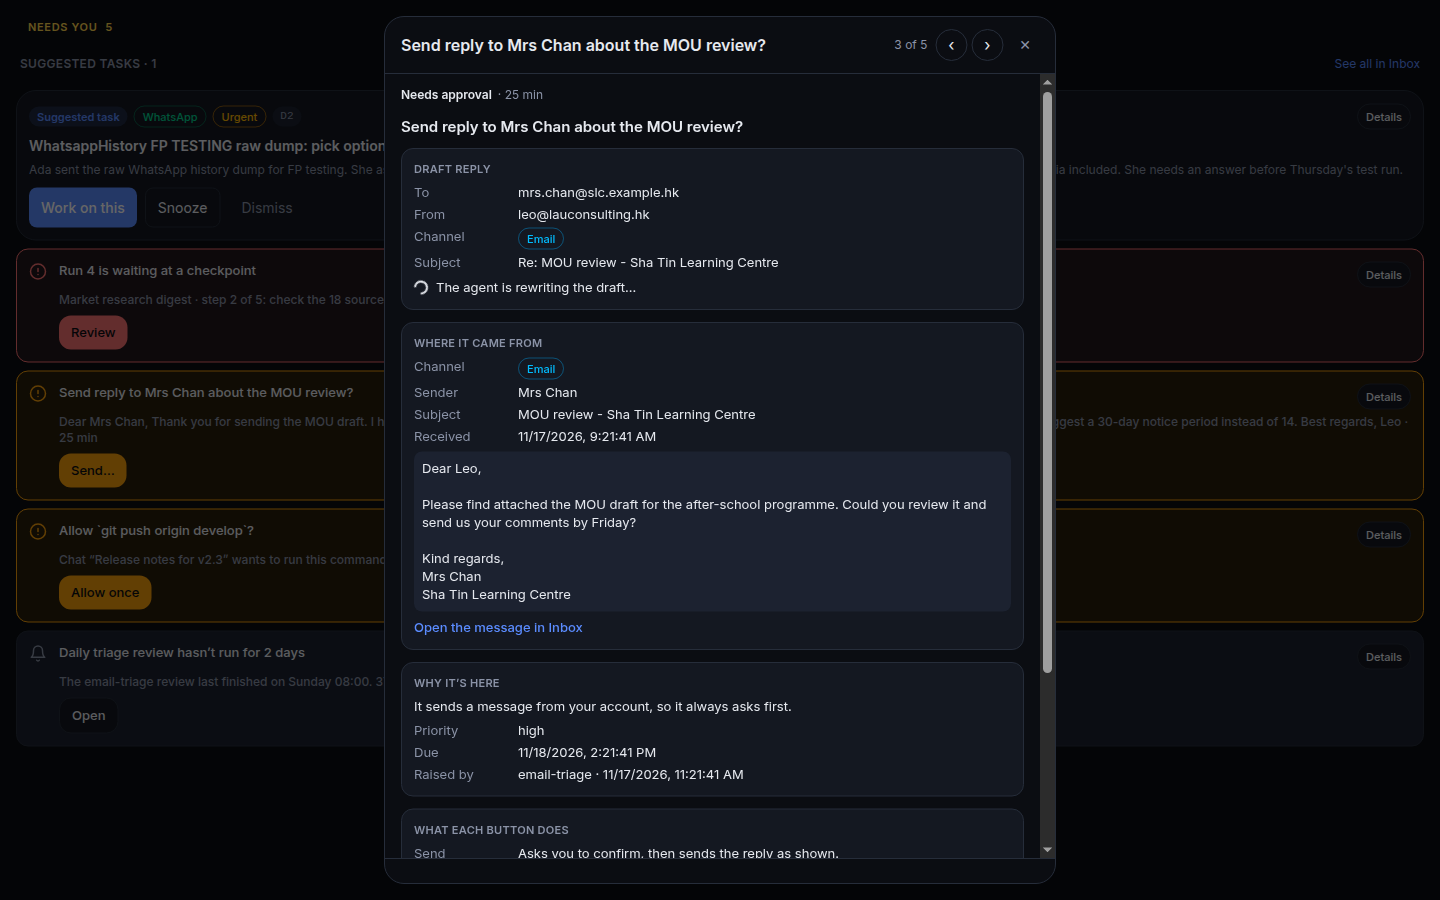 NEEDS YOU 5
SUGGESTED TASKS · 1
See all in Inbox
Suggested task
WhatsApp
Urgent
D2
Details
WhatsappHistory FP TESTING raw dump: pick option
Ada sent the raw WhatsApp history dump for FP testing. She a
included. She needs an answer before Thursday's test run.
Work on this
Snooze
Dismiss
Run 4 is waiting at a checkpoint
Details
Market research digest · step 2 of 5: check the 18 source
Review
Send reply to Mrs Chan about the MOU review?
Details
Dear Mrs Chan, Thank you for sending the MOU draft. I h
ggest a 30-day notice period instead of 14. Best regards, Leo ·
25 min
Send...
Allow `git push origin develop`?
Details
Chat “Release notes for v2.3” wants to run this command
Allow once
Daily triage review hasn't run for 2 days
Details
The email-triage review last finished on Sunday 08:00. 3
Open
Send reply to Mrs Chan about the MOU review?
3 of 5
Needs approval · 25 min
Send reply to Mrs Chan about the MOU review?
DRAFT REPLY
To mrs.chan@slc.example.hk
From leo@lauconsulting.hk
Channel Email
Subject Re: MOU review - Sha Tin Learning Centre
The agent is rewriting the draft...
WHERE IT CAME FROM
Channel Email
Sender Mrs Chan
Subject MOU review - Sha Tin Learning Centre
Received 11/17/2026, 9:21:41 AM
Dear Leo,
Please find attached the MOU draft for the after-school programme. Could you review it and
send us your comments by Friday?
Kind regards,
Mrs Chan
Sha Tin Learning Centre
Open the message in Inbox
WHY IT'S HERE
It sends a message from your account, so it always asks first.
Priority high
Due 11/18/2026, 2:21:41 PM
Raised by email-triage · 11/17/2026, 11:21:41 AM
WHAT EACH BUTTON DOES
Send Asks you to confirm, then sends the reply as shown.